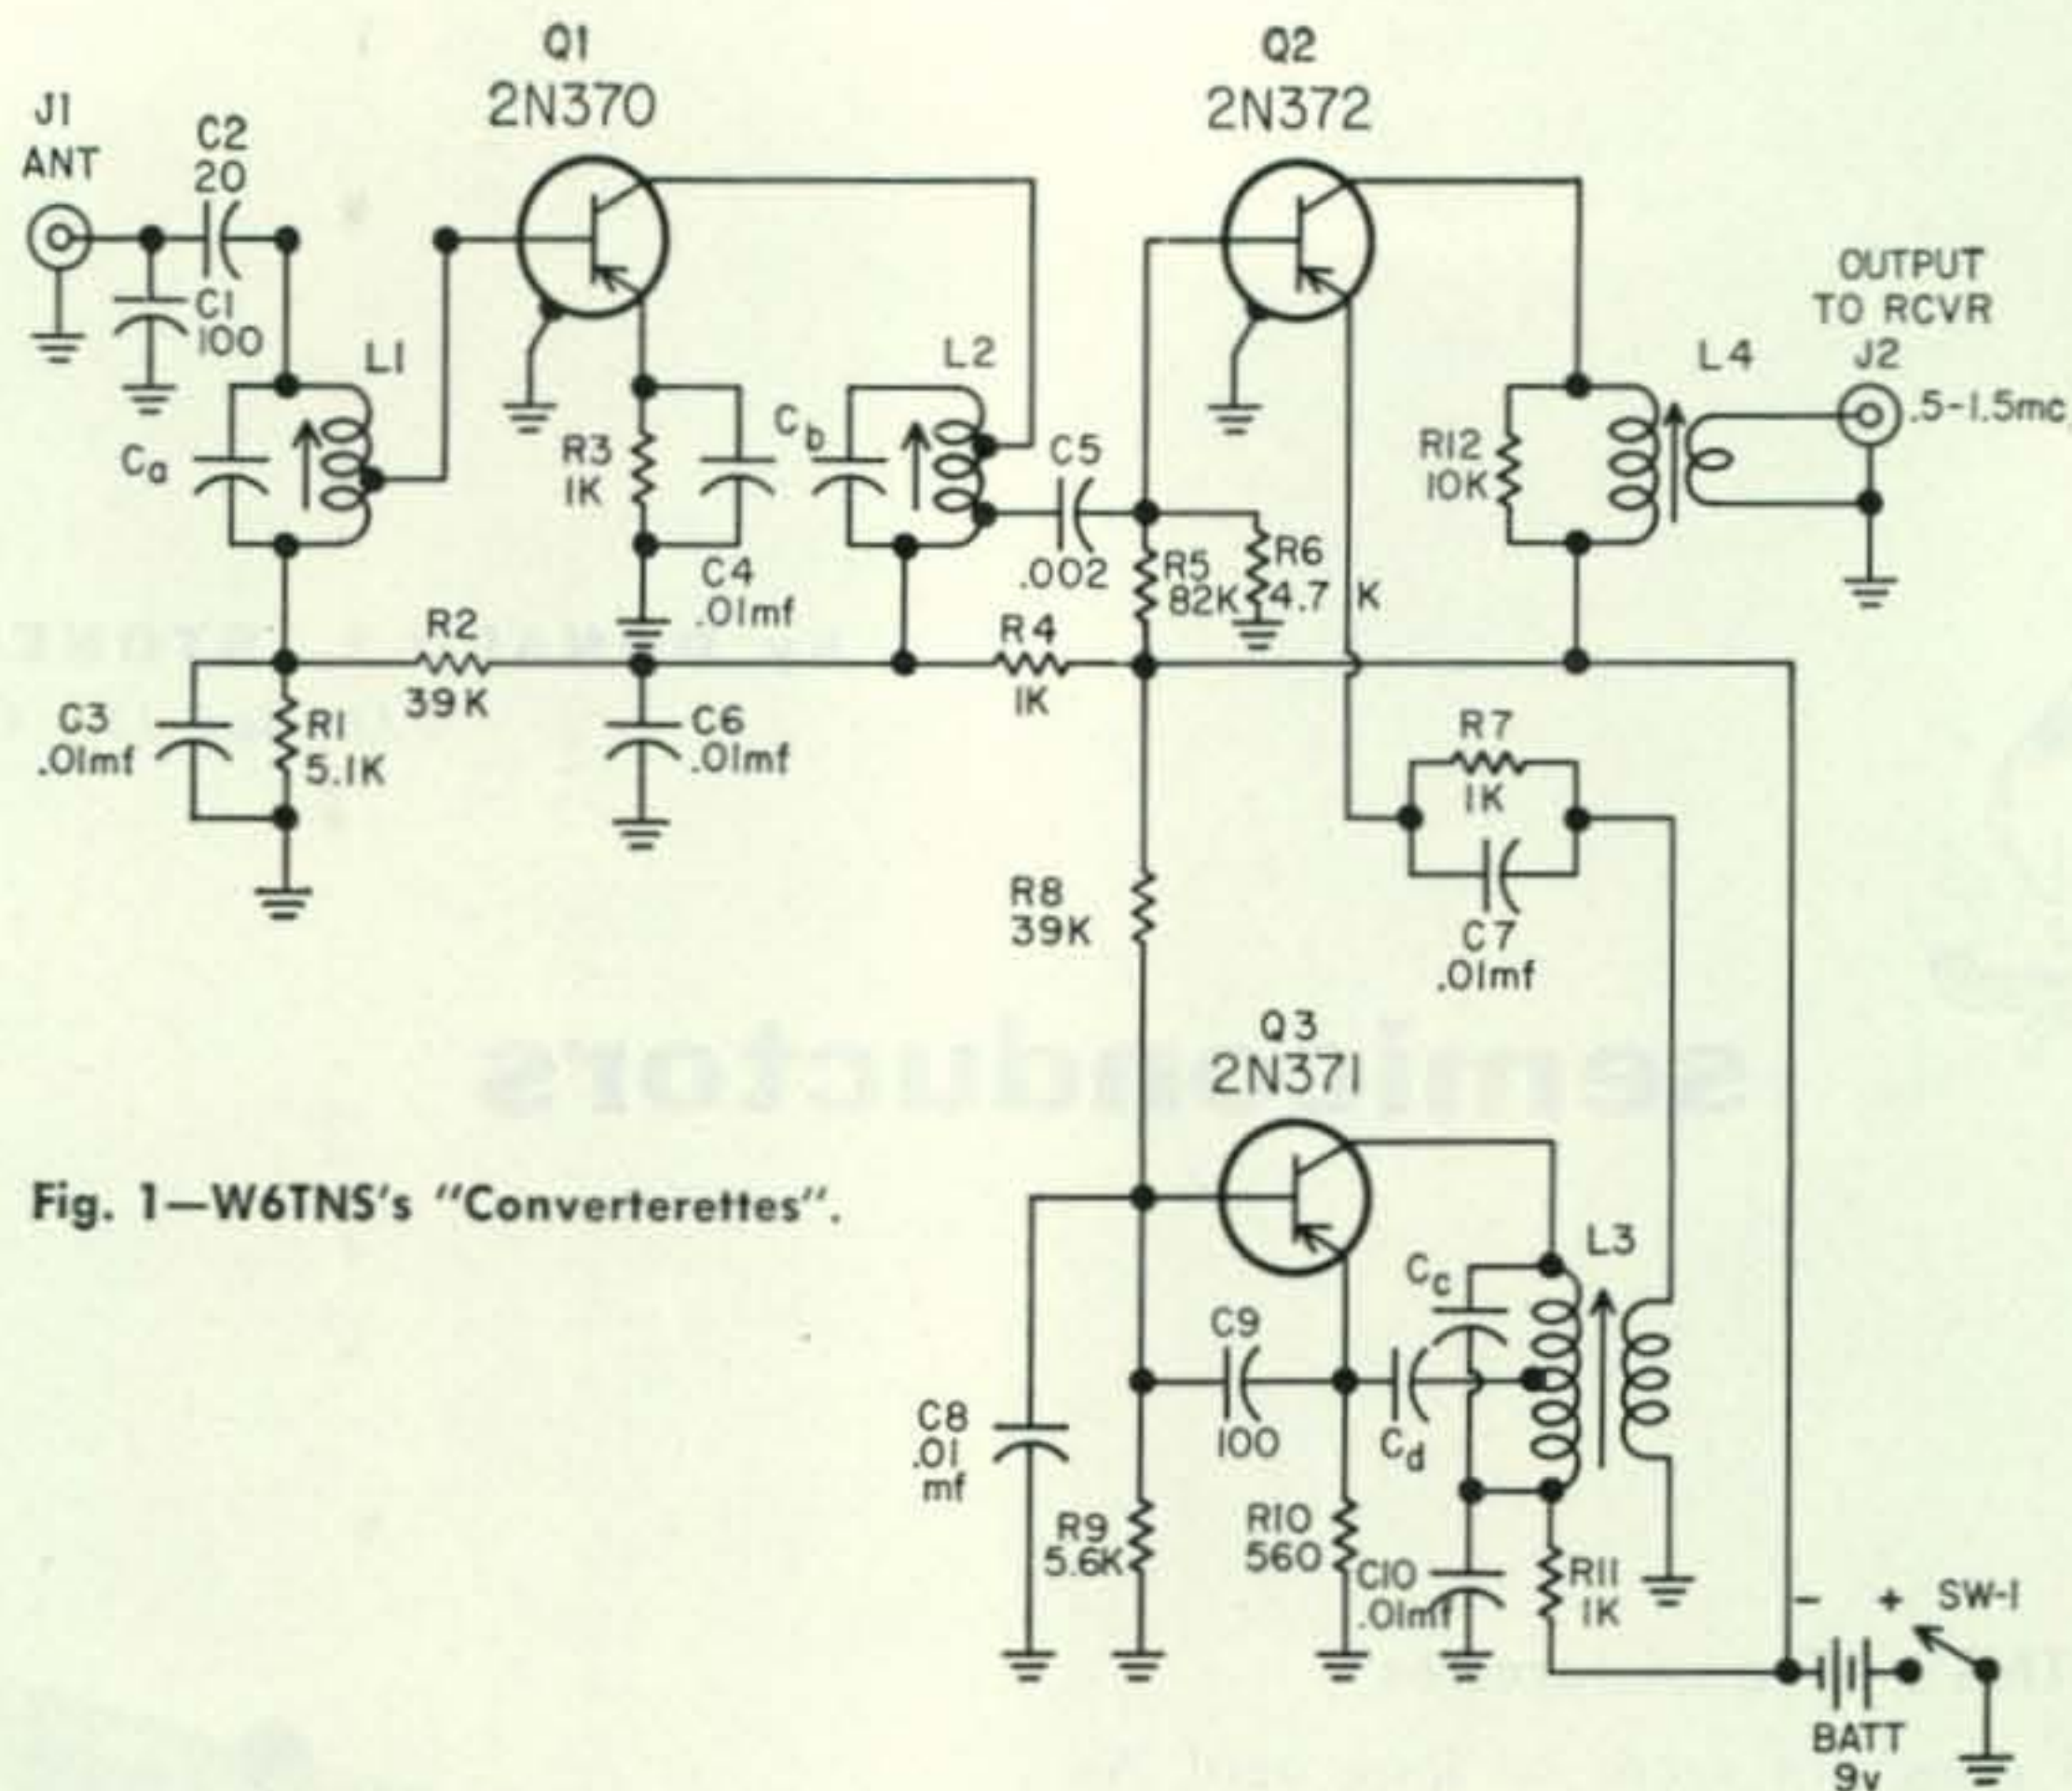 Q1
2N370
Q2
2N372
J1
ANT
C2
20
C1
100
L1
Ca
R3
1K
C4
.01mf
Cb
L2
C5
.002
R5
82K
R6
4.7 K
R12
10K
L4
OUTPUT
TO RCVR
J2
.5-1.5mc
R2
39K
R4
1K
C3
.01mf
R1
5.1K
C6
.01mf
R7
1K
C7
.01mf
R8
39K
Q3
2N371
Fig. 1—W6TNS's "Converterettes".
L3
Cc
C9
100
Cd
C8
.01
mf
R9
5.6K
R10
560
C10
.01mf
R11
1K
- + SW-1
BATT
9v